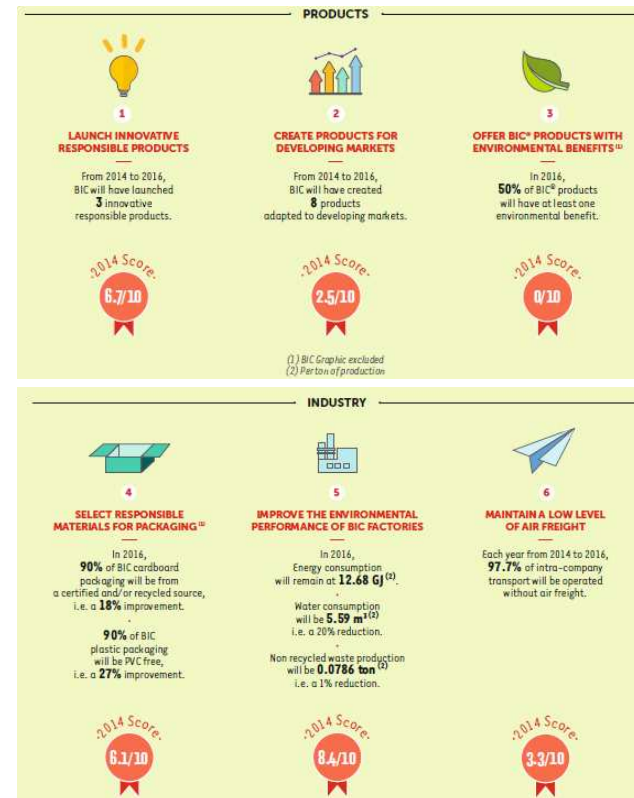 PRODUCTS
1
LAUNCH INNOVATIVE
RESPONSIBLE PRODUCTS
From 2014 to 2016,
BIC will have launched
3 innovative
responsible products.
2014 Score
6.7/10
2
CREATE PRODUCTS FOR
DEVELOPING MARKETS
From 2014 to 2016,
BIC will have created
8 products
adapted to developing markets.
2014 Score
2.5/10
3
OFFER BIC® PRODUCTS WITH
ENVIRONMENTAL BENEFITS (1)
In 2016,
50% of BIC® products
will have at least one
environmental benefit.
2014 Score
0/10
(1) BIC Graphic excluded
(2) Per ton of production
INDUSTRY
4
SELECT RESPONSIBLE
MATERIALS FOR PACKAGING (1)
In 2016,
90% of BIC cardboard
packaging will be from
a certified and/or recycled source,
i.e. a 18% improvement.
90% of BIC
plastic packaging
will be PVC free,
i.e. a 27% improvement.
2014 Score
6.1/10
5
IMPROVE THE ENVIRONMENTAL
PERFORMANCE OF BIC FACTORIES
In 2016,
Energy consumption
will remain at 12.68 GJ (2).
Water consumption
will be 5.59 m³ (2)
i.e. a 20% reduction.
Non recycled waste production
will be 0.0786 ton (2)
i.e. a 1% reduction.
2014 Score
8.4/10
6
MAINTAIN A LOW LEVEL
OF AIR FREIGHT
Each year from 2014 to 2016,
97.7% of intra-company
transport will be operated
without air freight.
2014 Score
3.3/10